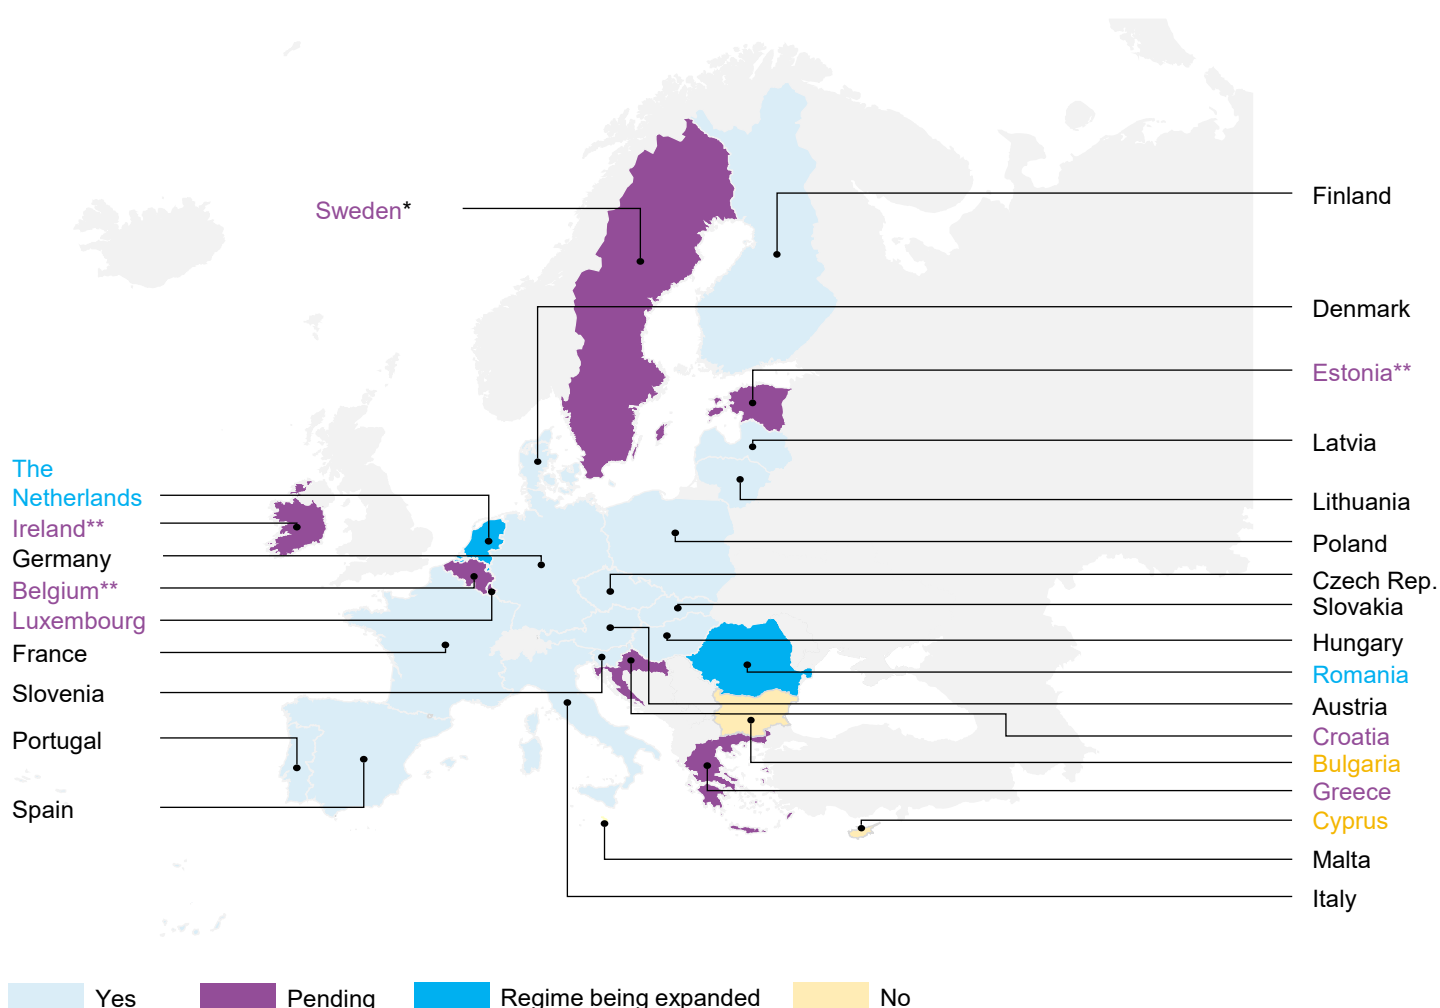 Sweden*
The
Netherlands
Ireland**
Germany
Belgium**
Luxembourg
France
Slovenia
Portugal
Spain
Finland
Denmark
Estonia**
Latvia
Lithuania
Poland
Czech Rep.
Slovakia
Hungary
Romania
Austria
Croatia
Bulgaria
Greece
Cyprus
Malta
Italy
Yes
Pending
Regime being expanded
No